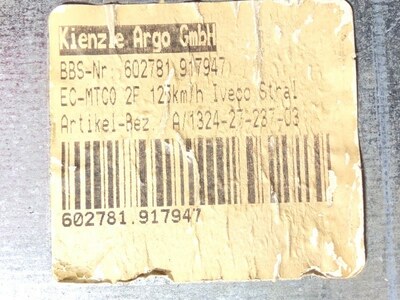 Kienzle Argo GmbH
BBS-Nr. 602781.917947
EC-MTCO 2F 125km/h Iveco Stral
Artikel-Bez. A/1324-27-287-03
602781.917947